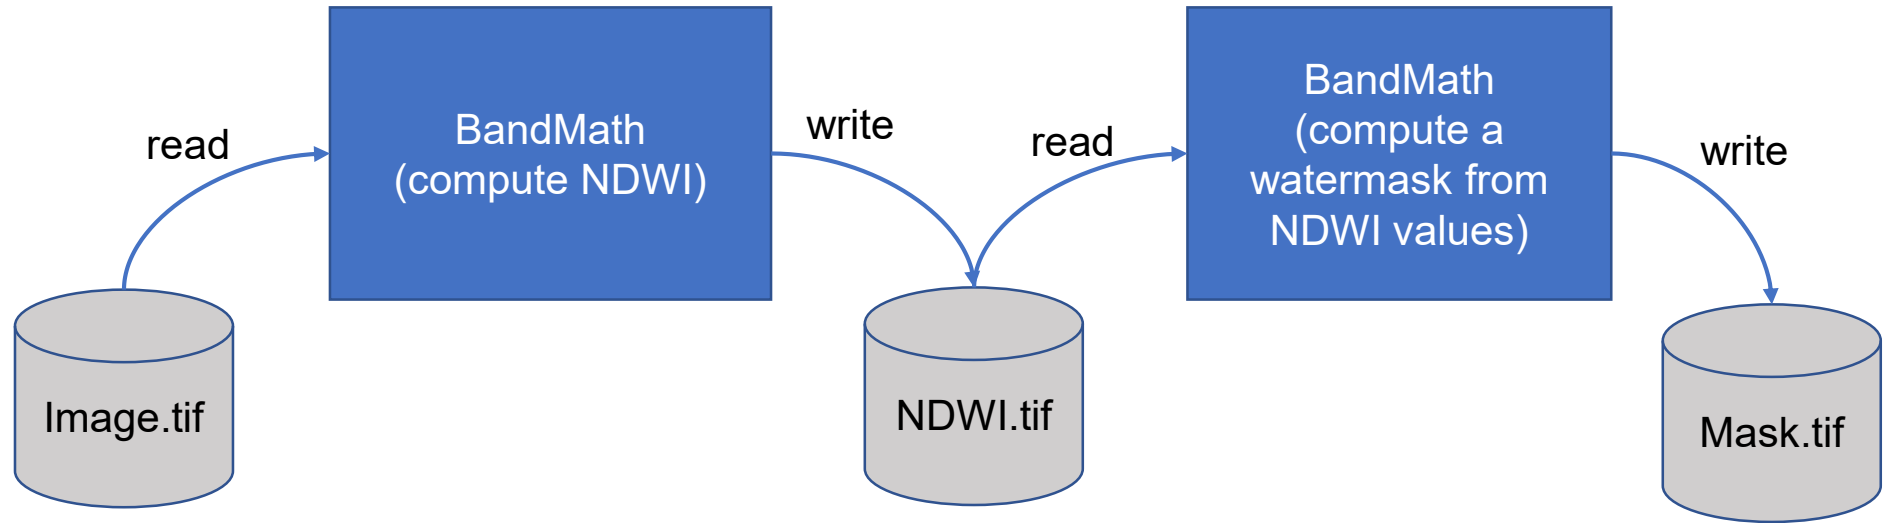 read
BandMath
(compute NDWI)
write
read
BandMath
(compute a
watermask from
NDWI values)
write
Image.tif
NDWI.tif
Mask.tif